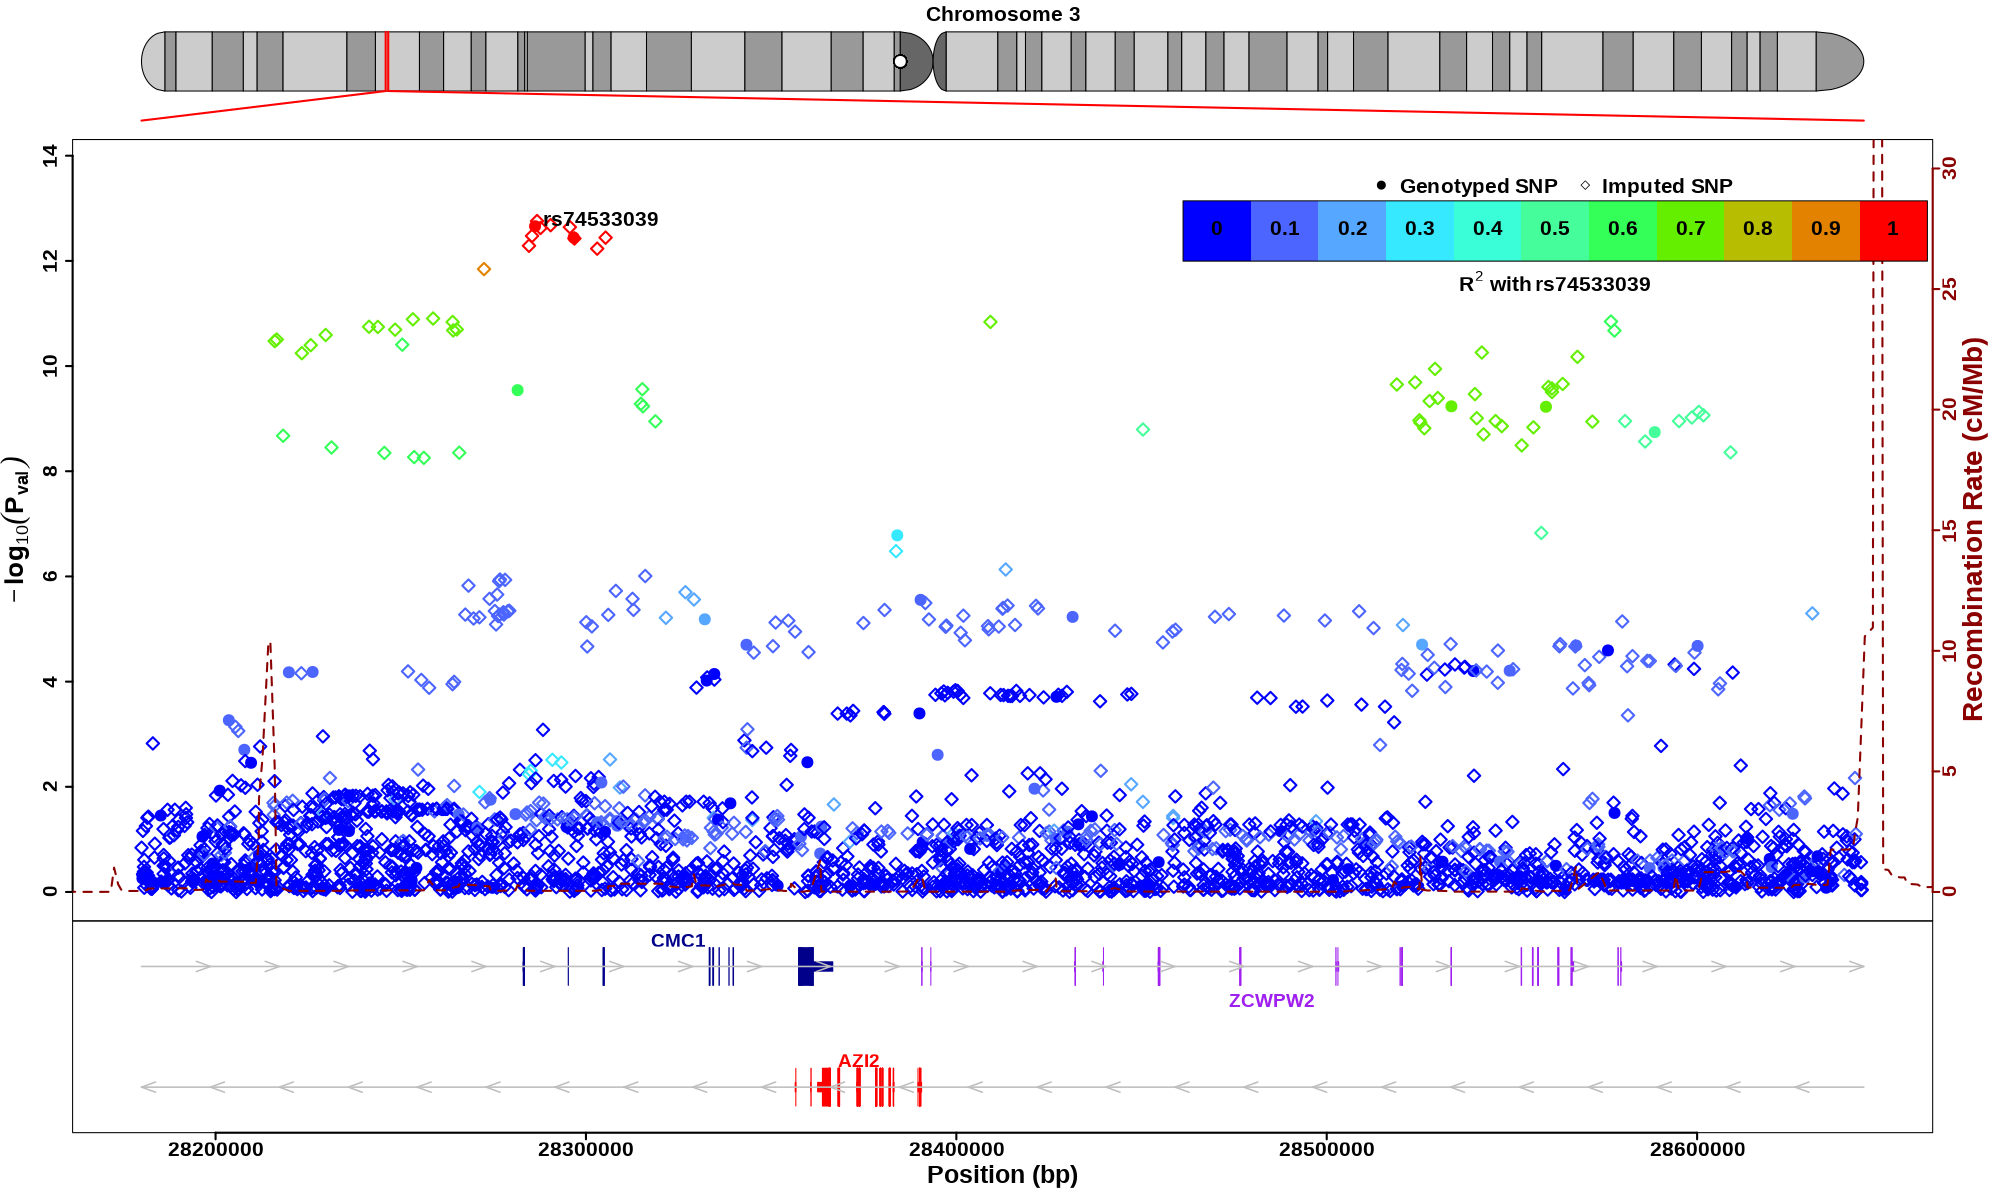 Chromosome 3
14
12
10
8
6
4
2
0
−log10(Pval)
30
25
20
15
10
5
0
Recombination Rate (cM/Mb)
Genotyped SNP Imputed SNP
0 0.1 0.2 0.3 0.4 0.5 0.6 0.7 0.8 0.9 1
R2 with rs74533039
rs74533039
CMC1
ZCWPW2
AZI2
28200000 28300000 28400000 28500000 28600000
Position (bp)